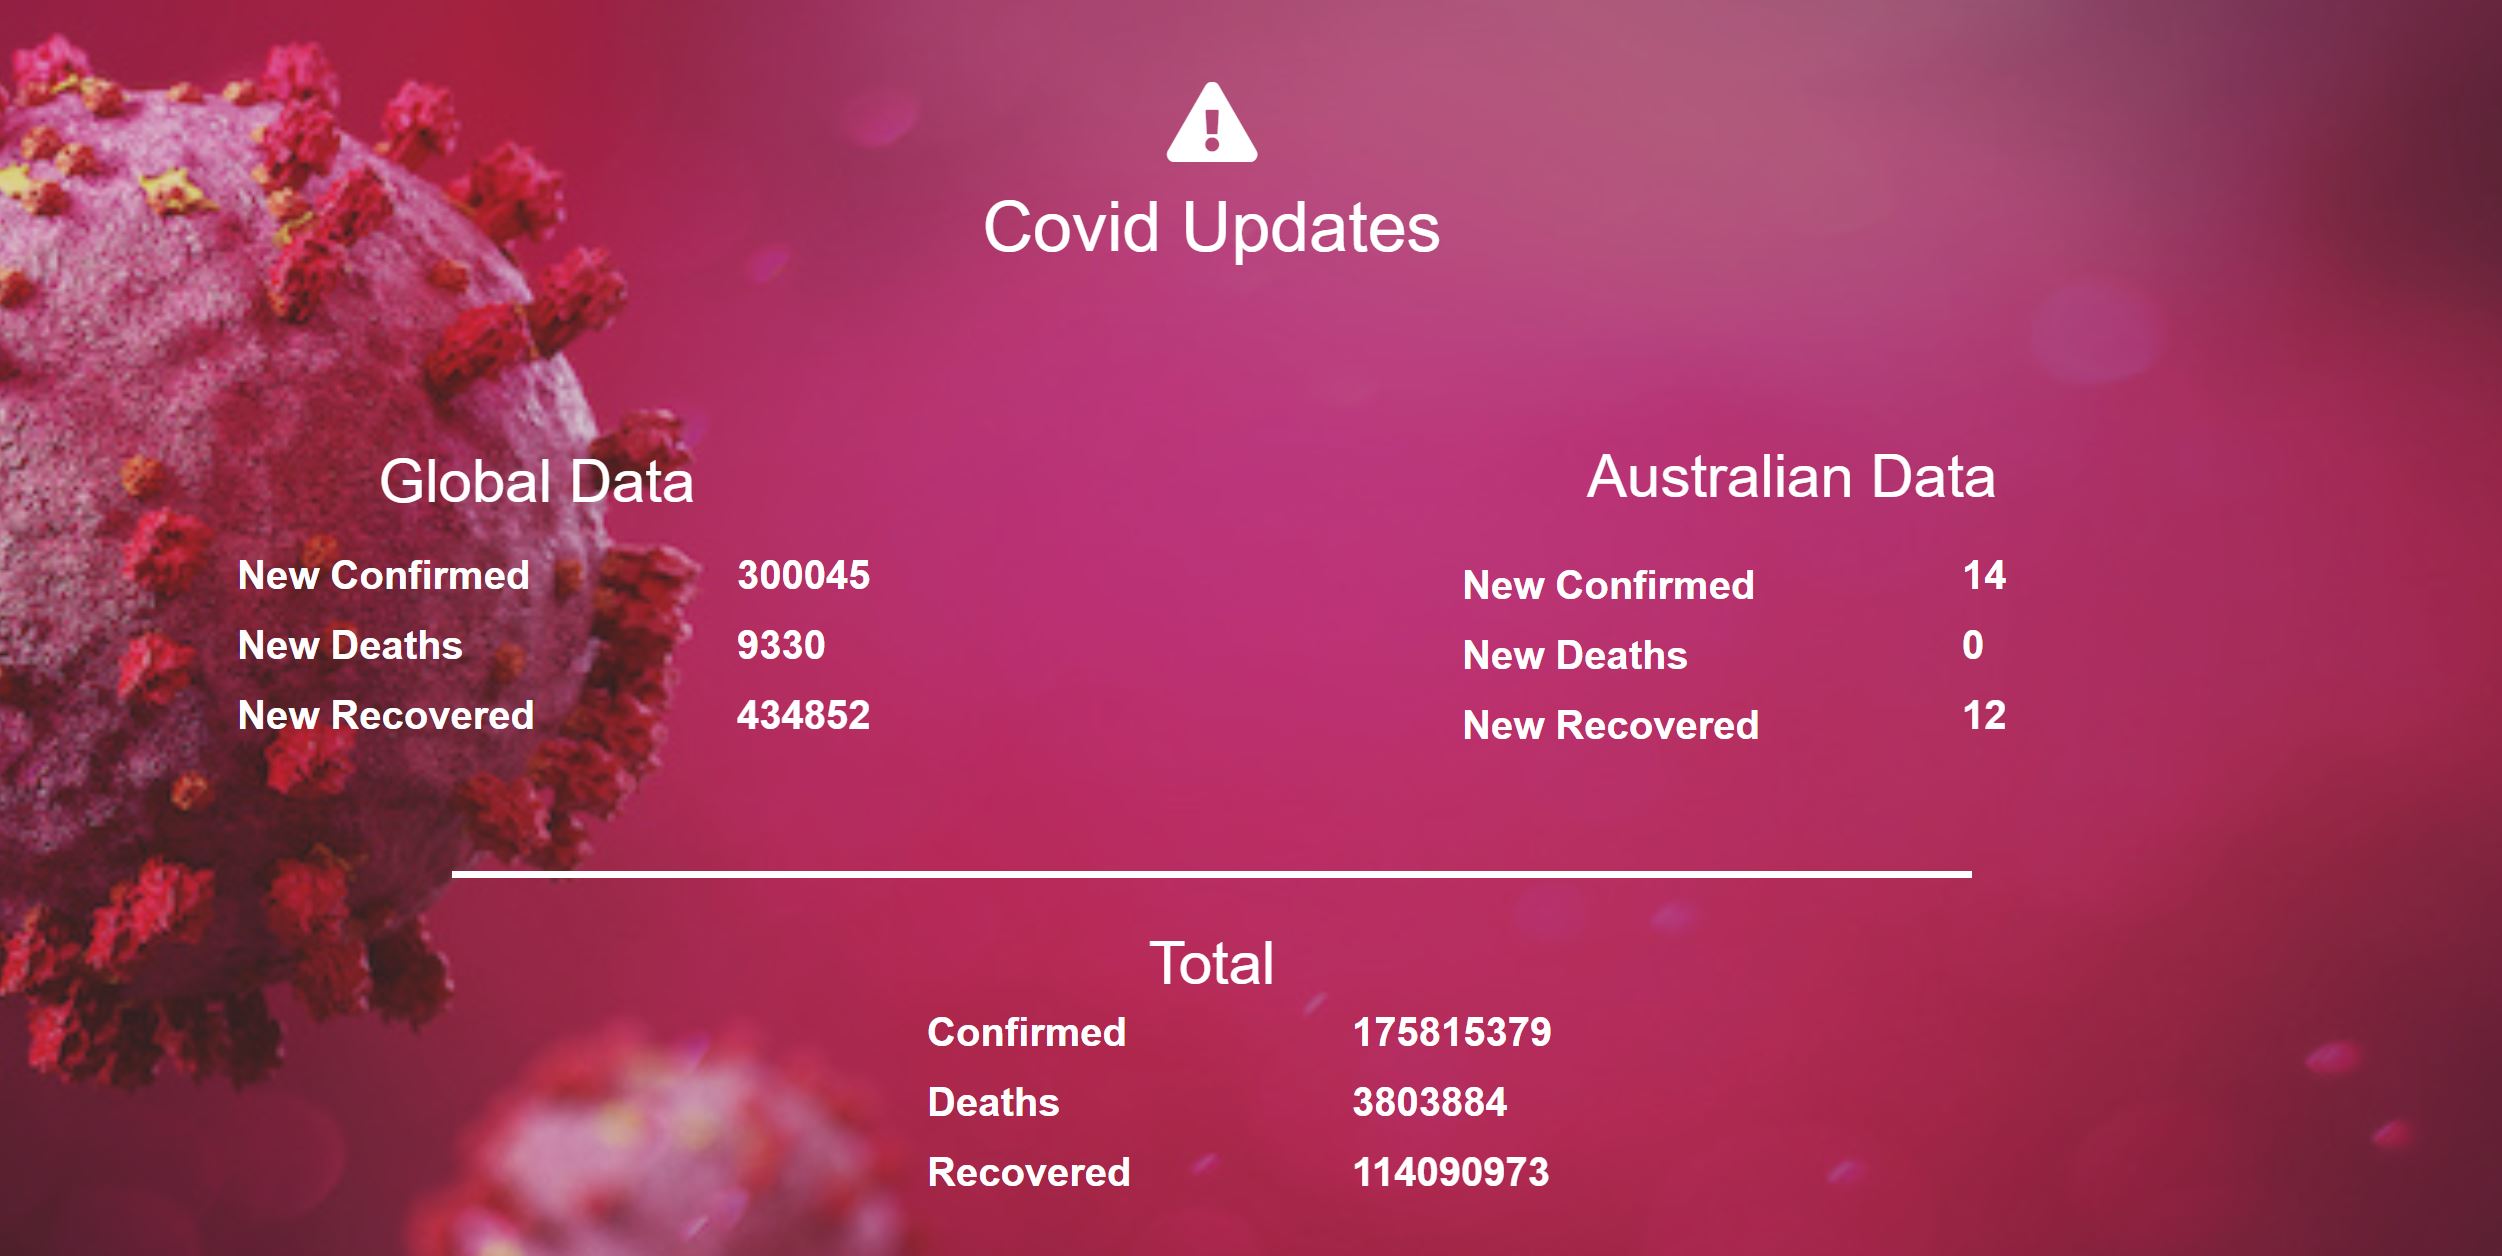 Covid Updates
Global Data
New Confirmed 300045
New Deaths 9330
New Recovered 434852
Australian Data
New Confirmed 14
New Deaths 0
New Recovered 12
Total
Confirmed 175815379
Deaths 3803884
Recovered 114090973